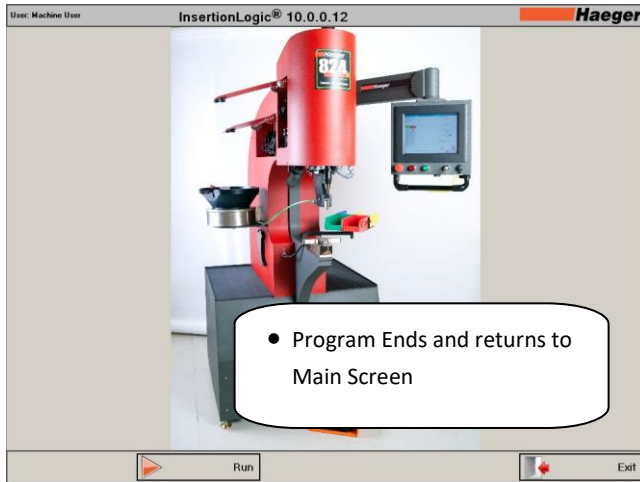 User: Machine User
InsertionLogic® 10.0.0.12
Haeger
824
Haeger
• Program Ends and returns to
Main Screen
Run
Exit